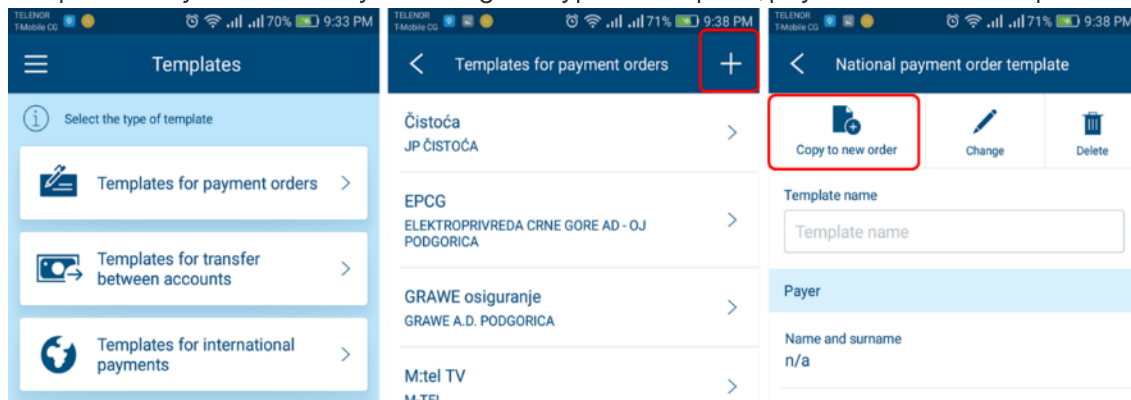 TELENOR
T-Mobile CG
70%
9:33 PM
Templates
Select the type of template
Templates for payment orders
Templates for transfer
between accounts
Templates for international
payments
TELENOR
T-Mobile CG
71%
9:38 PM
Templates for payment orders
Čistoća
JP ČISTOĆA
EPCG
ELEKTROPRIVREDA CRNE GORE AD - OJ
PODGORICA
GRAWE osiguranje
GRAWE A.D. PODGORICA
M:tel TV
M-TEL
TELENOR
T-Mobile CG
71%
9:38 PM
National payment order template
Copy to new order
Change
Delete
Template name
Template name
Payer
Name and surname
n/a